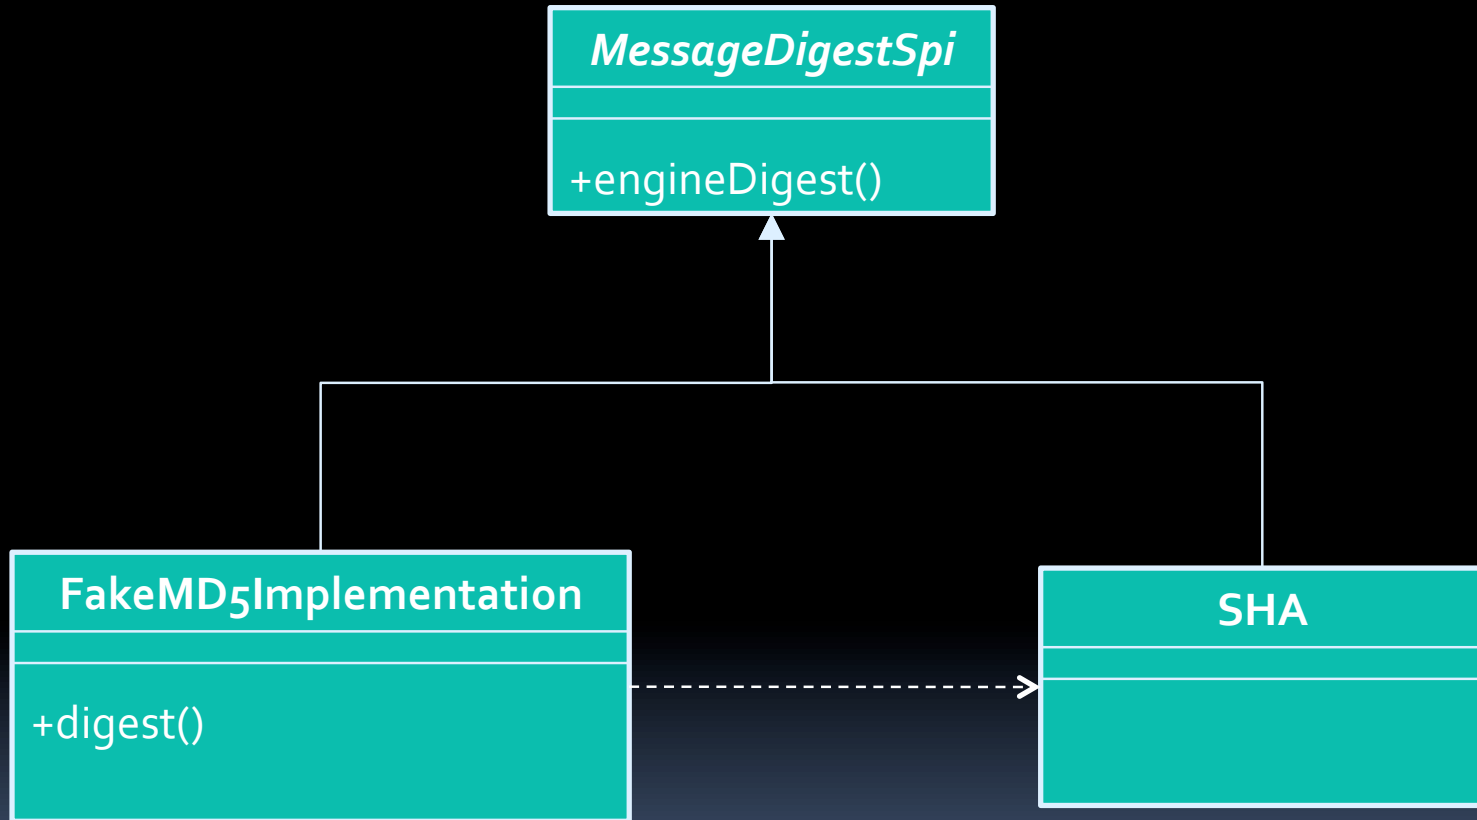 MessageDigestSpi
+engineDigest()
FakeMD5Implementation
SHA
+digest()